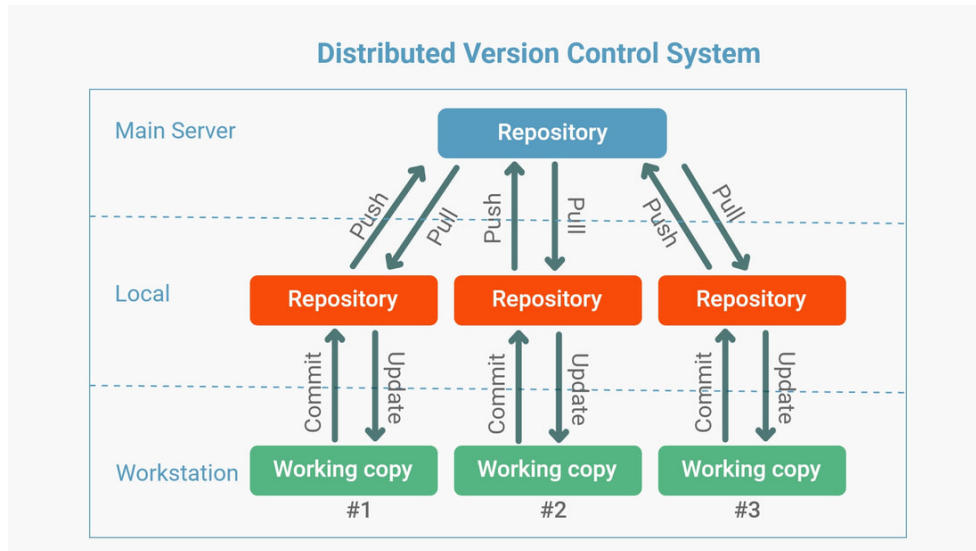 Distributed Version Control System
Main Server
Repository
Push
Pull
Push
Pull
Push
Pull
Local
Repository
Repository
Repository
Commit
Update
Commit
Update
Commit
Update
Workstation
Working copy
Working copy
Working copy
#1
#2
#3